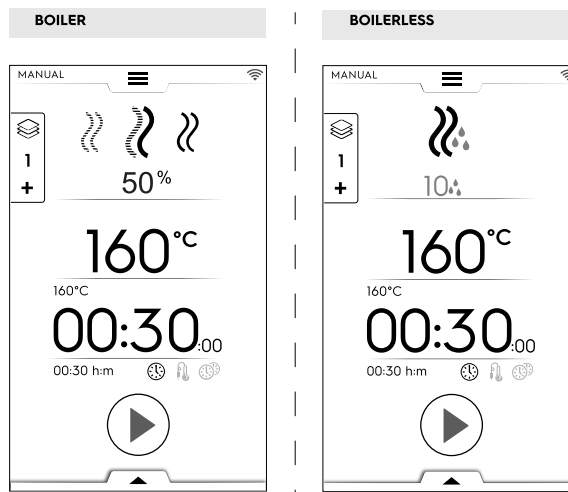 BOILER
MANUAL
1
+
50%
160°C
160°C
00:30:00
00:30 h:m
BOILERLESS
MANUAL
1
+
10
160°C
160°C
00:30:00
00:30 h:m